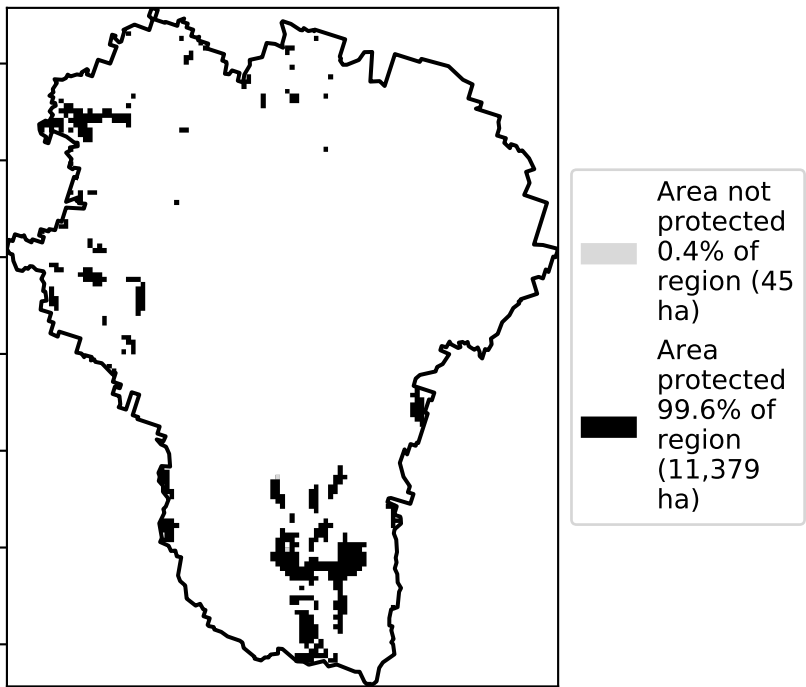 Area not
protected
0.4% of
region (45
ha)
Area
protected
99.6% of
region
(11,379
ha)